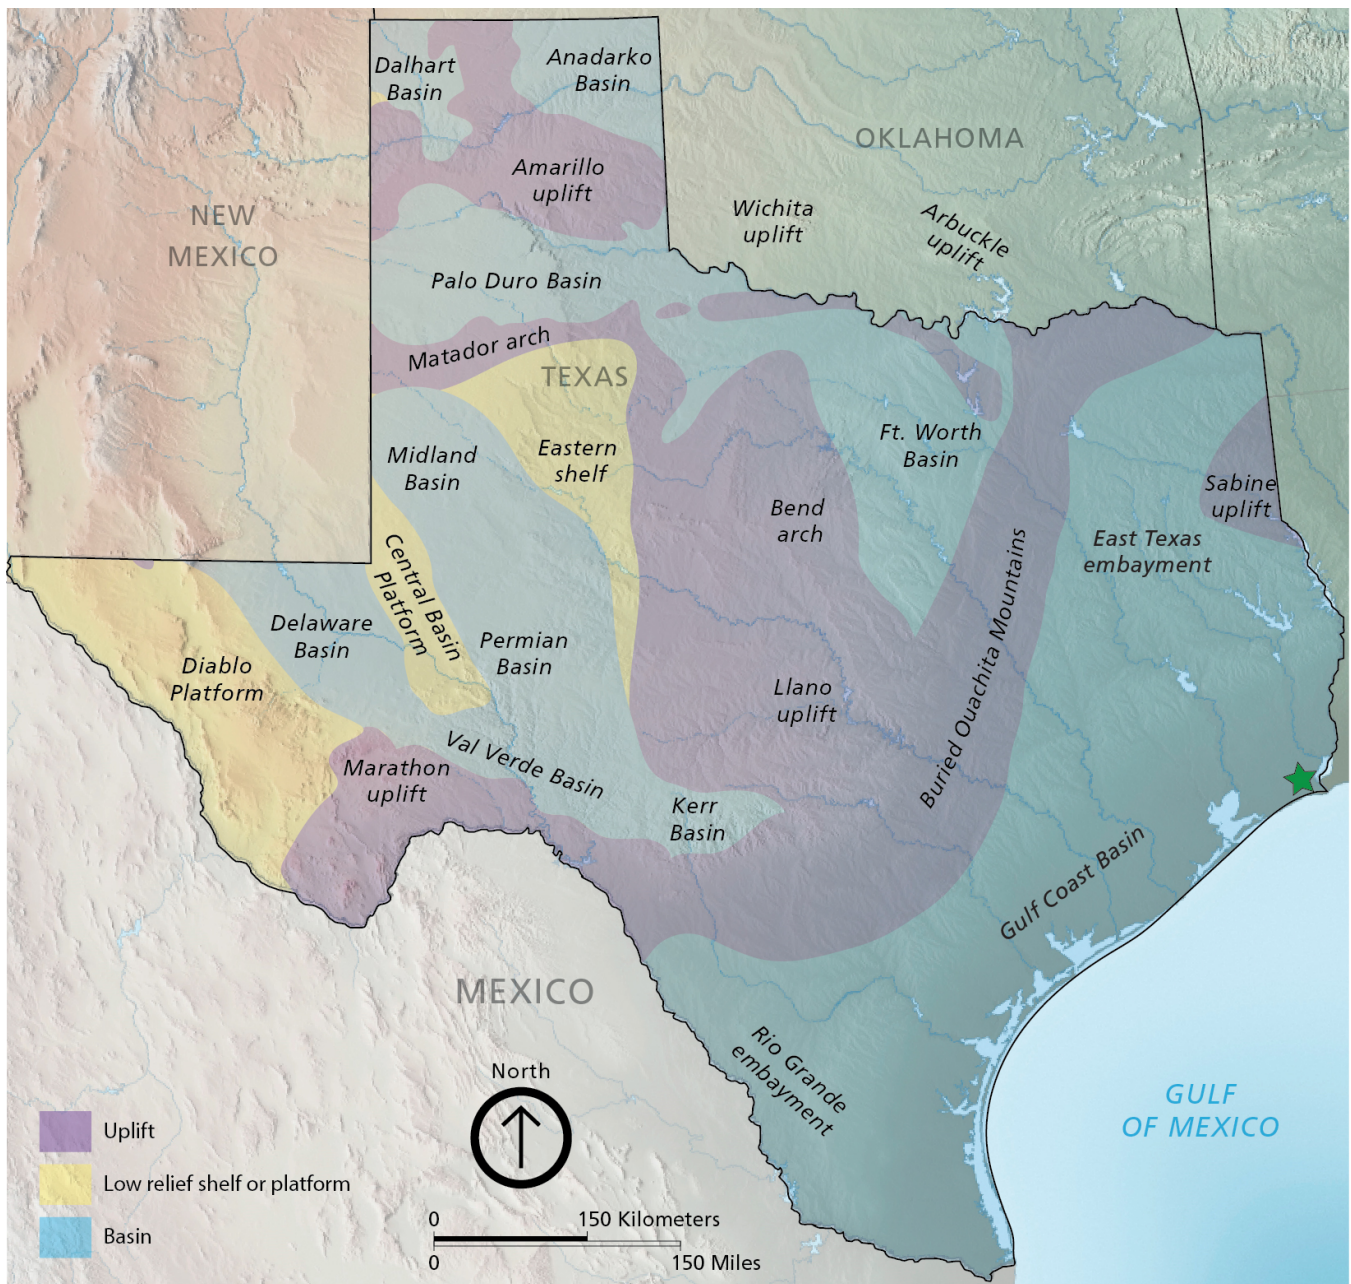 Dalhart
Basin
Anadarko
Basin
OKLAHOMA
Amarillo
uplift
NEW
MEXICO
Wichita
uplift
Arbuckle
uplift
Palo Duro Basin
Matador arch
TEXAS
Midland
Basin
Eastern
shelf
Ft. Worth
Basin
Bend
arch
Sabine
uplift
East Texas
embayment
Central Basin
Platform
Delaware
Basin
Permian
Basin
Diablo
Platform
Llano
uplift
Buried Ouachita Mountains
Val Verde Basin
Marathon
uplift
Kerr
Basin
Gulf Coast Basin
MEXICO
Rio Grande
embayment
GULF
OF MEXICO
North
Uplift
Low relief shelf or platform
Basin
0
150 Kilometers
0
150 Miles